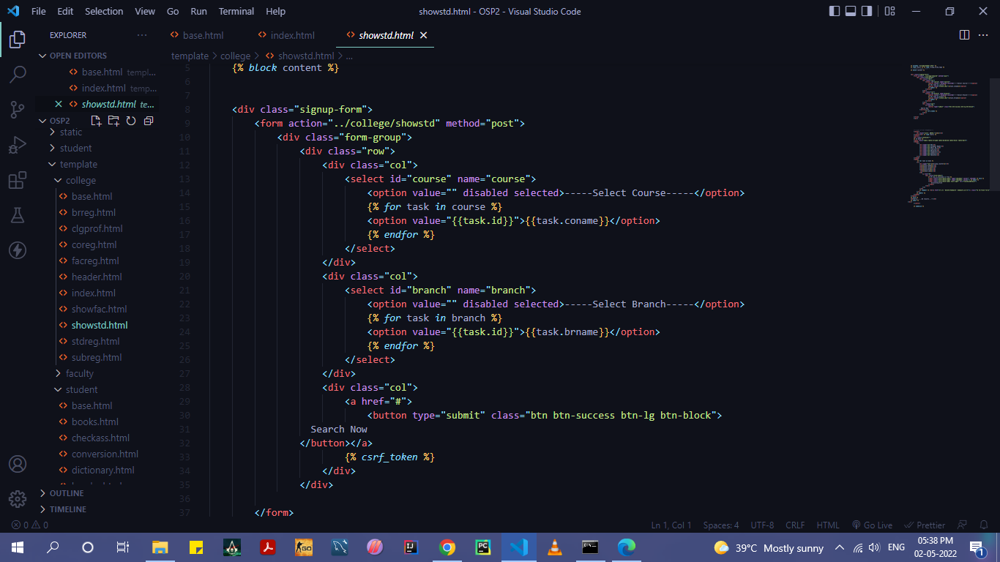 File Edit Selection View Go Run Terminal Help showstd.html - OSP2 - Visual Studio Code
EXPLORER
base.html index.html showstd.html
OPEN EDITORS
base.html templ...
index.html temp...
showstd.html te...
OSP2
static
student
template
college
base.html
brreg.html
clgprof.html
coreg.html
facreg.html
header.html
index.html
showfac.html
showstd.html
stdreg.html
subreg.html
faculty
student
base.html
books.html
checkass.html
conversion.html
dictionary.html
OUTLINE
TIMELINE
template > college > showstd.html > ...
5 {% block content %}
6
7
8 <div class="signup-form">
9 <form action="../college/showstd" method="post">
10 <div class="form-group">
11 <div class="row">
12 <div class="col">
13 <select id="course" name="course">
14 <option value="" disabled selected>-----Select Course-----</option>
15 {% for task in course %}
16 <option value="{{task.id}}">{{task.coname}}</option>
17 {% endfor %}
18 </select>
19 </div>
20 <div class="col">
21 <select id="branch" name="branch">
22 <option value="" disabled selected>-----Select Branch-----</option>
23 {% for task in branch %}
24 <option value="{{task.id}}">{{task.brname}}</option>
25 {% endfor %}
26 </select>
27 </div>
28 <div class="col">
29 <a href="#">
30 <button type="submit" class="btn btn-success btn-lg btn-block">
31 Search Now
32 </button></a>
33 {% csrf_token %}
34 </div>
35 </div>
36
37 </form>
0 0 Ln 1, Col 1 Spaces: 4 UTF-8 CRLF HTML Go Live Prettier
39°C Mostly sunny ENG 05:38 PM
02-05-2022 1